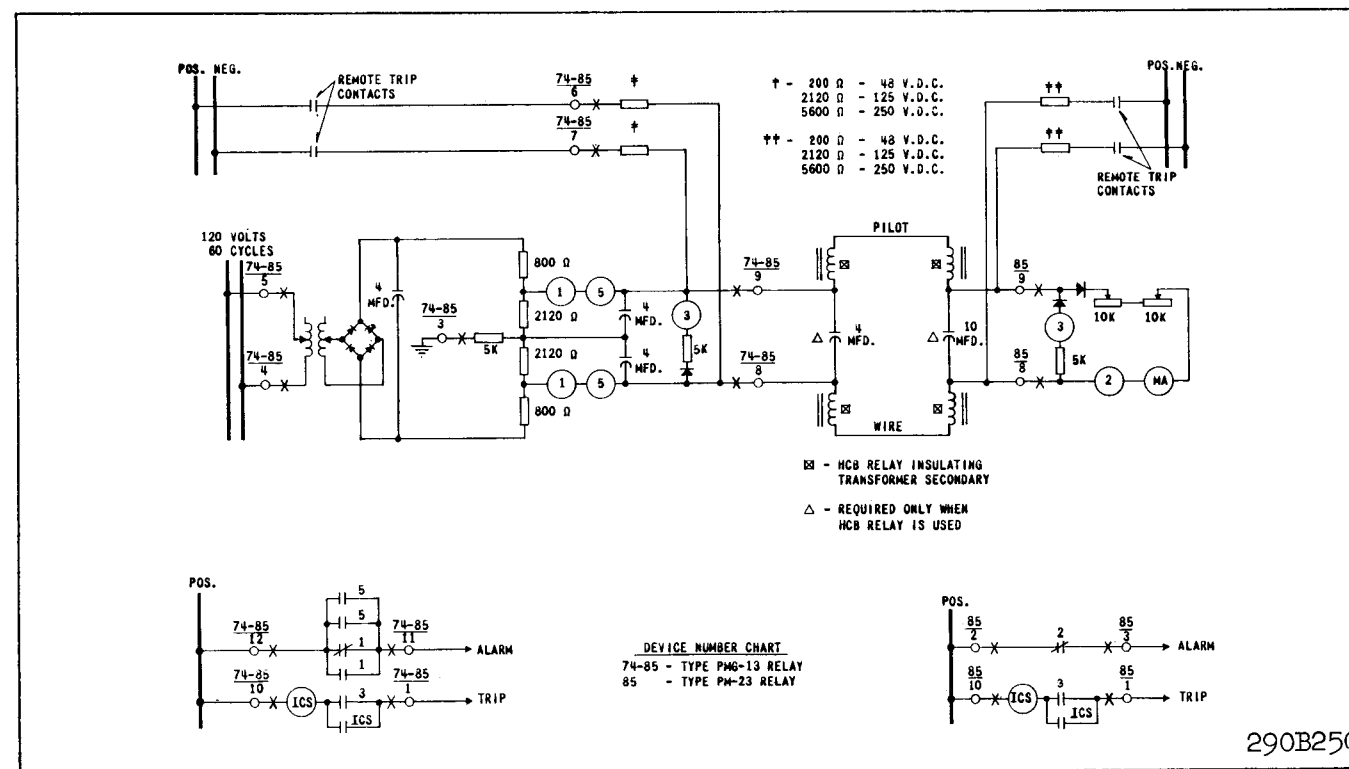 POS. NEG.
REMOTE TRIP
CONTACTS
74-85
6
‡
74-85
7
‡
‡ - 200 Ω - 48 V.D.C.
2120 Ω - 125 V.D.C.
5600 Ω - 250 V.D.C.
‡‡ - 200 Ω - 48 V.D.C.
2120 Ω - 125 V.D.C.
5600 Ω - 250 V.D.C.
POS. NEG.
‡‡
‡‡
REMOTE TRIP
CONTACTS
120 VOLTS
60 CYCLES
74-85
5
74-85
4
4
MFD.
74-85
3
5K
800 Ω
2120 Ω
2120 Ω
800 Ω
1
5
1
5
4
MFD.
4
MFD.
3
5K
74-85
9
74-85
8
PILOT
WIRE
4
MFD.
10
MFD.
85
9
85
8
3
5K
10K
10K
2
MA
☒ - HCB RELAY INSULATING
TRANSFORMER SECONDARY
△ - REQUIRED ONLY WHEN
HCB RELAY IS USED
POS.
74-85
12
5
5
1
1
74-85
11
ALARM
74-85
10
ICS
3
ICS
74-85
1
TRIP
DEVICE NUMBER CHART
74-85 - TYPE PMG-13 RELAY
85 - TYPE PM-23 RELAY
POS.
85
2
2
85
3
ALARM
85
10
ICS
3
ICS
85
1
TRIP
290B250